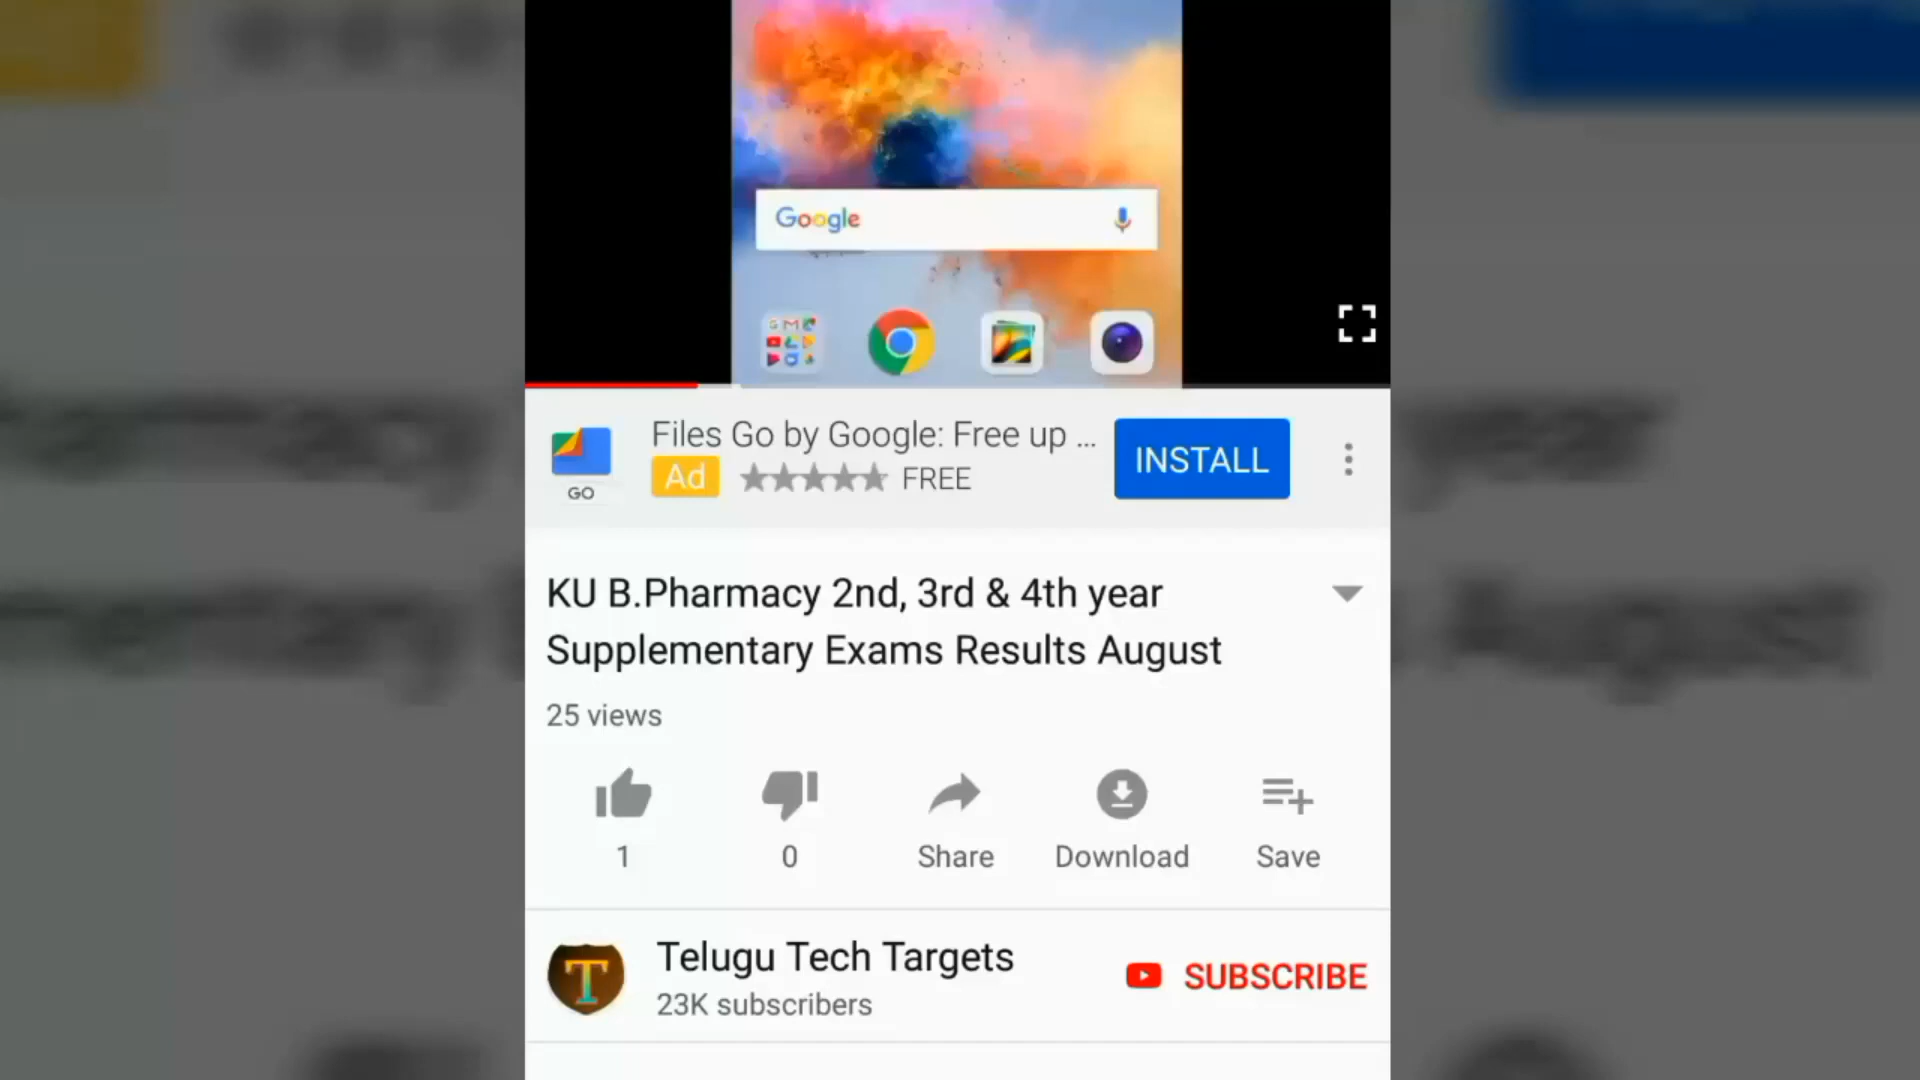 Google
Files Go by Google: Free up ...
GO
Ad
FREE
INSTALL
KU B.Pharmacy 2nd, 3rd & 4th year
Supplementary Exams Results August
25 views
1
0
Share
Download
Save
T
Telugu Tech Targets
23K subscribers
SUBSCRIBE